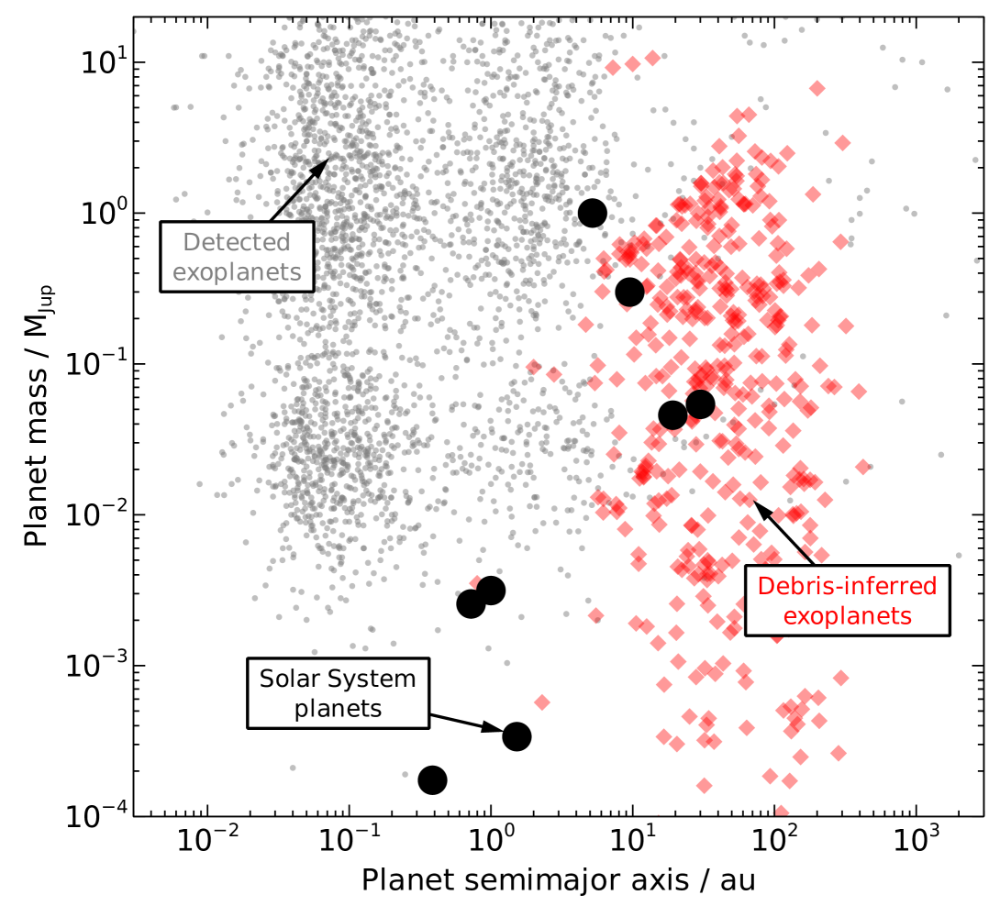 10¹
10⁰
10⁻¹
10⁻²
10⁻³
10⁻⁴
Planet mass / M_Jup
Detected
exoplanets
Debris-inferred
exoplanets
Solar System
planets
10⁻² 10⁻¹ 10⁰ 10¹ 10² 10³
Planet semimajor axis / au